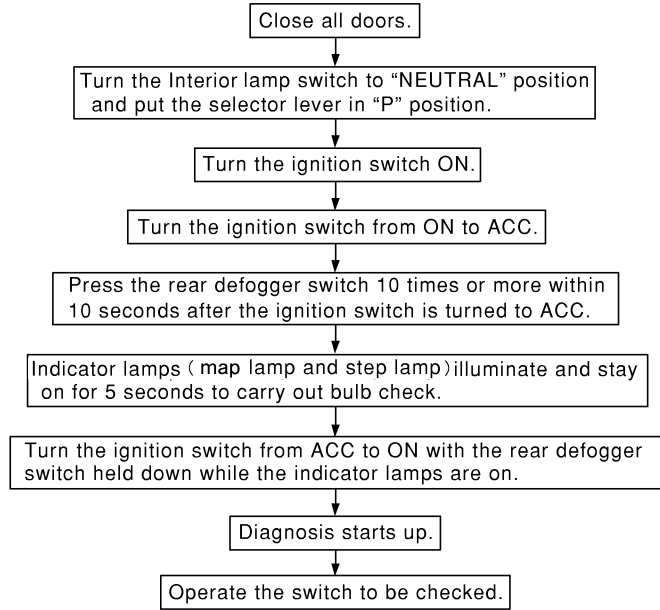 Close all doors.
Turn the Interior lamp switch to “NEUTRAL” position
and put the selector lever in “P” position.
Turn the ignition switch ON.
Turn the ignition switch from ON to ACC.
Press the rear defogger switch 10 times or more within
10 seconds after the ignition switch is turned to ACC.
Indicator lamps (map lamp and step lamp) illuminate and stay
on for 5 seconds to carry out bulb check.
Turn the ignition switch from ACC to ON with the rear defogger
switch held down while the indicator lamps are on.
Diagnosis starts up.
Operate the switch to be checked.